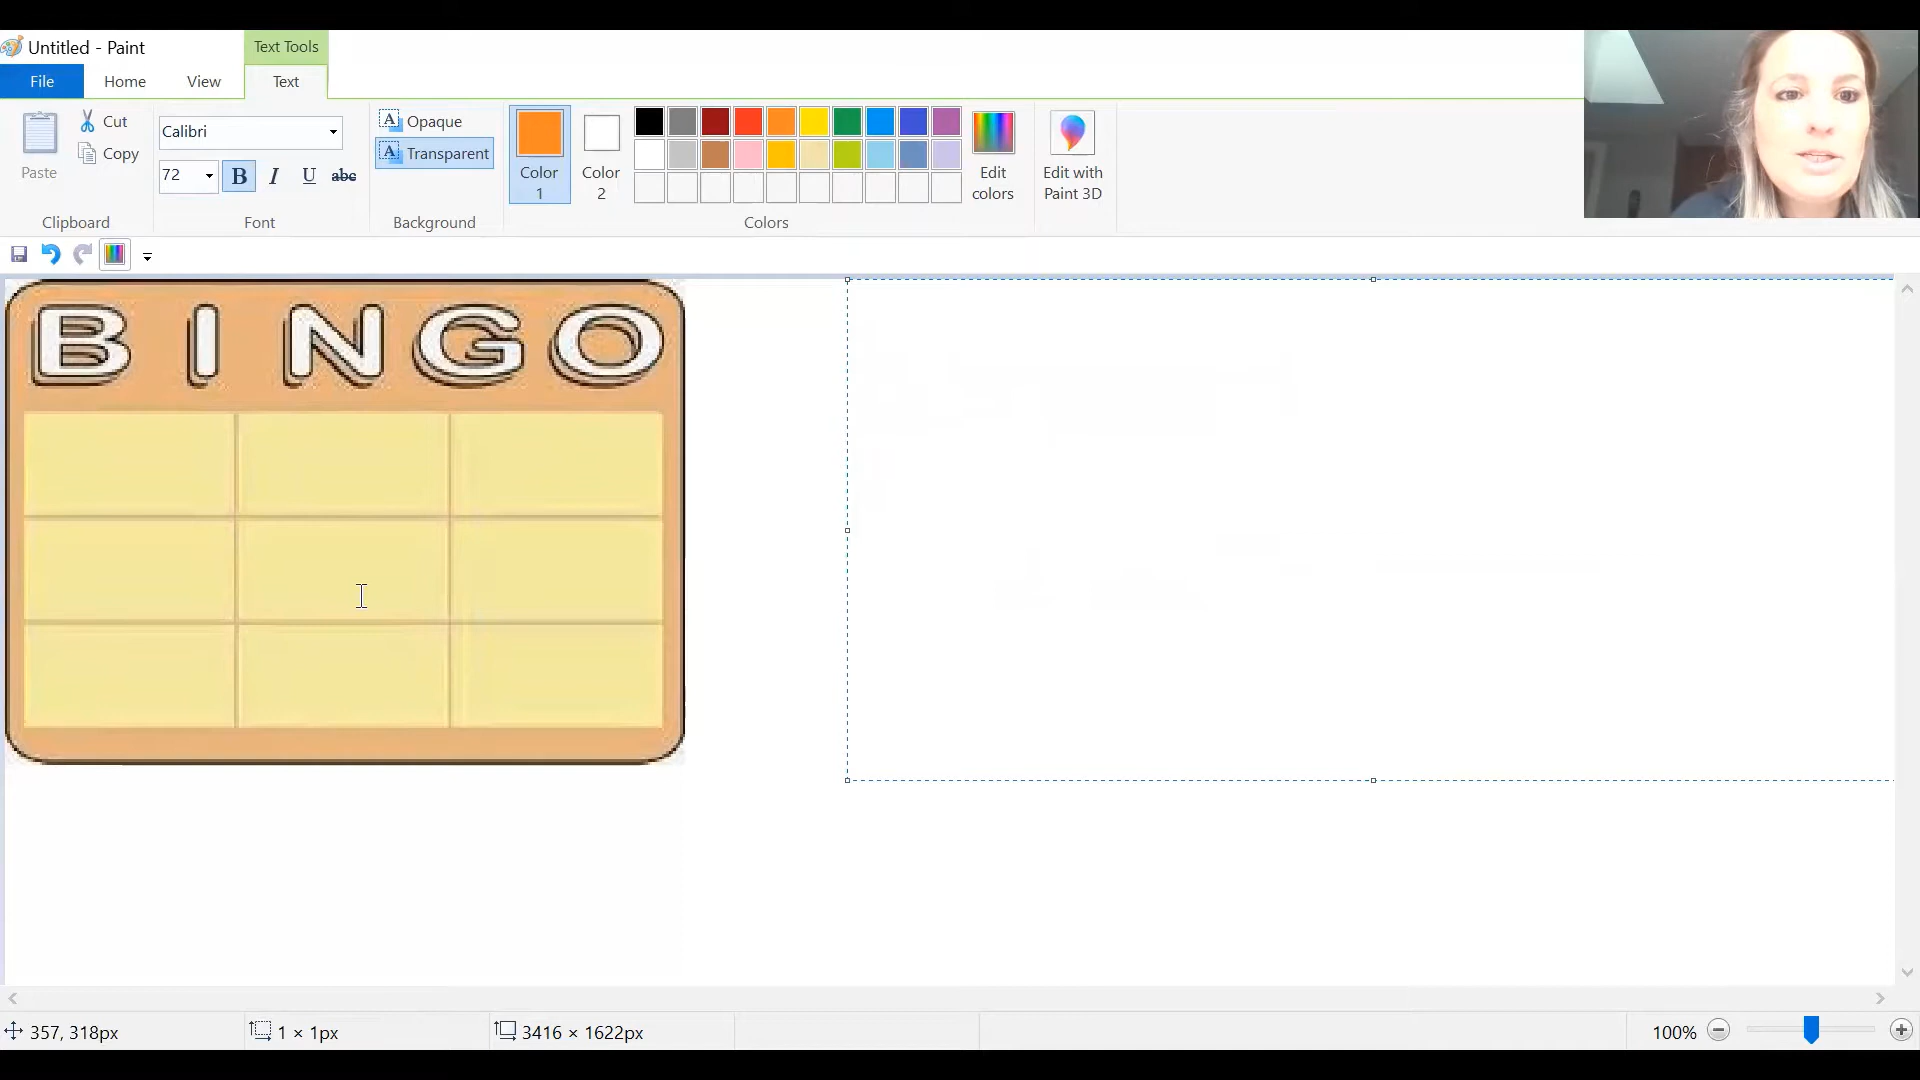 Untitled - Paint
Text Tools
File
Home
View
Text
Paste
Cut
Copy
Clipboard
Calibri
72
B
I
U
abc
Font
A Opaque
A Transparent
Background
Color
1
Color
2
Colors
Edit
colors
Edit with
Paint 3D
BINGO
357, 318px
1 × 1px
3416 × 1622px
100%